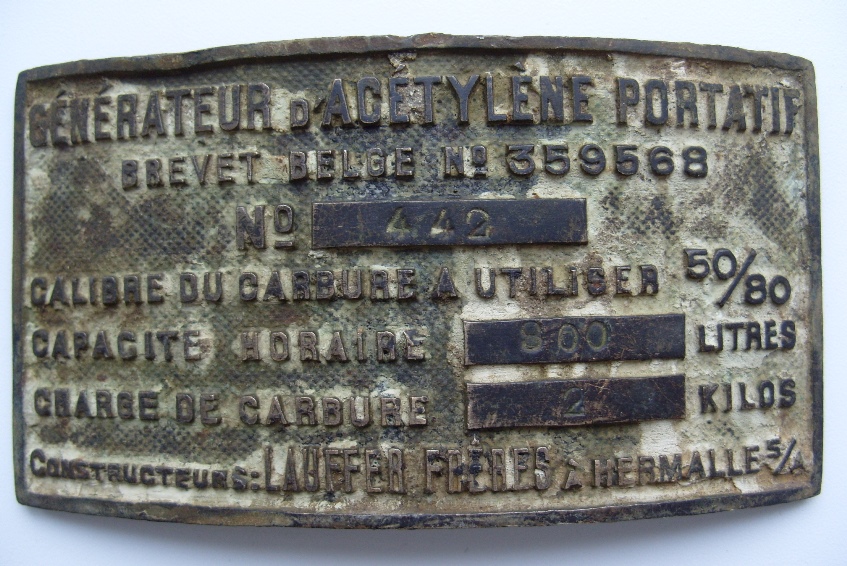 GÉNÉRATEUR D'ACÉTYLÈNE PORTATIF
BREVET BELGE No 359568
No 442
CALIBRE DU CARBURE A UTILISER 50/80
CAPACITÉ HORAIRE 800 LITRES
CHARGE DE CARBURE 2 KILOS
CONSTRUCTEURS: LAUFFER FRÈRES À HERMALLE S/A